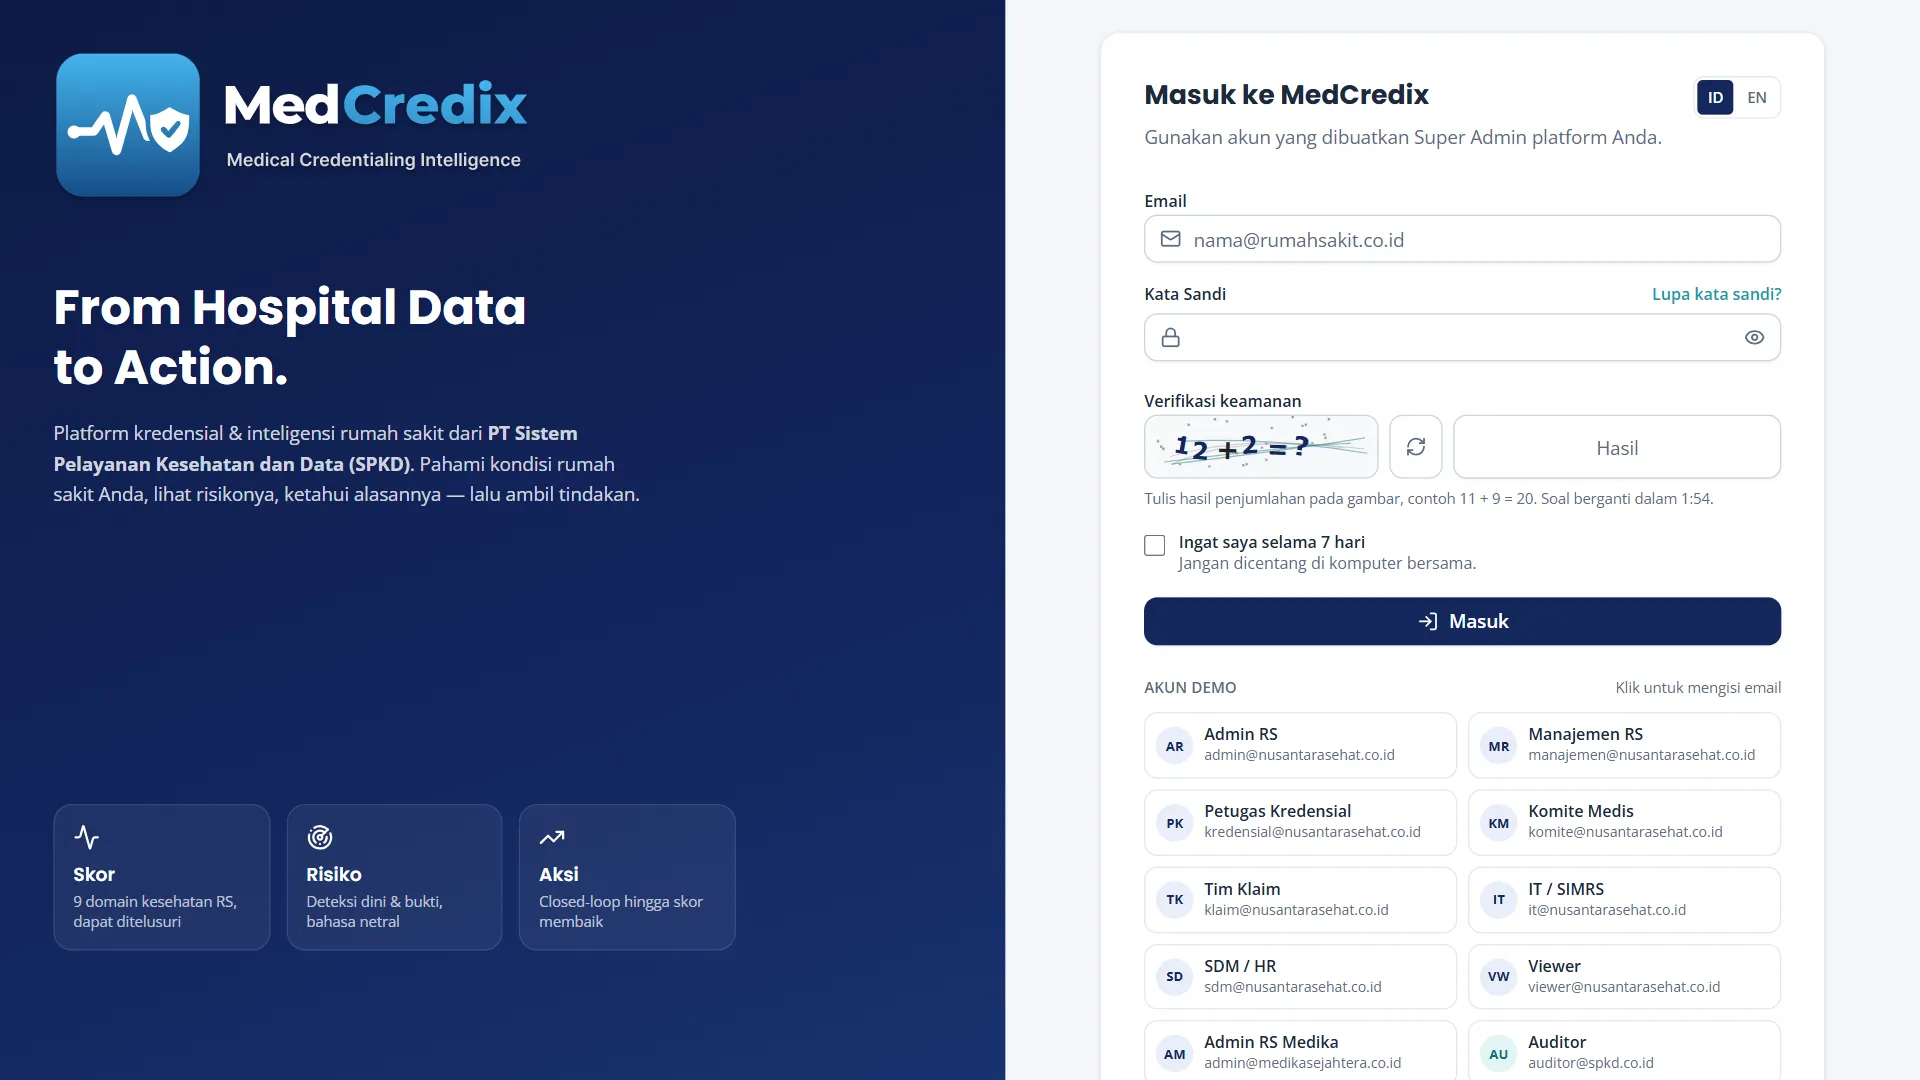 MedCredix
Medical Credentialing Intelligence
From Hospital Data
to Action.
Platform kredensial & inteligensi rumah sakit dari PT Sistem
Pelayanan Kesehatan dan Data (SPKD). Pahami kondisi rumah
sakit Anda, lihat risikonya, ketahui alasannya — lalu ambil tindakan.
Skor
9 domain kesehatan RS,
dapat ditelusuri
Risiko
Deteksi dini & bukti,
bahasa netral
Aksi
Closed-loop hingga skor
membaik
Masuk ke MedCredix
ID EN
Gunakan akun yang dibuatkan Super Admin platform Anda.
Email
nama@rumahsakit.co.id
Kata Sandi Lupa kata sandi?
Verifikasi keamanan
12 + 2 = ? Hasil
Tulis hasil penjumlahan pada gambar, contoh 11 + 9 = 20. Soal berganti dalam 1:54.
Ingat saya selama 7 hari
Jangan dicentang di komputer bersama.
Masuk
AKUN DEMO Klik untuk mengisi email
AR Admin RS
admin@nusantarasehat.co.id
MR Manajemen RS
manajemen@nusantarasehat.co.id
PK Petugas Kredensial
kredensial@nusantarasehat.co.id
KM Komite Medis
komite@nusantarasehat.co.id
TK Tim Klaim
klaim@nusantarasehat.co.id
IT IT / SIMRS
it@nusantarasehat.co.id
SD SDM / HR
sdm@nusantarasehat.co.id
VW Viewer
viewer@nusantarasehat.co.id
AM Admin RS Medika
admin@medikasejahtera.co.id
AU Auditor
auditor@spkd.co.id